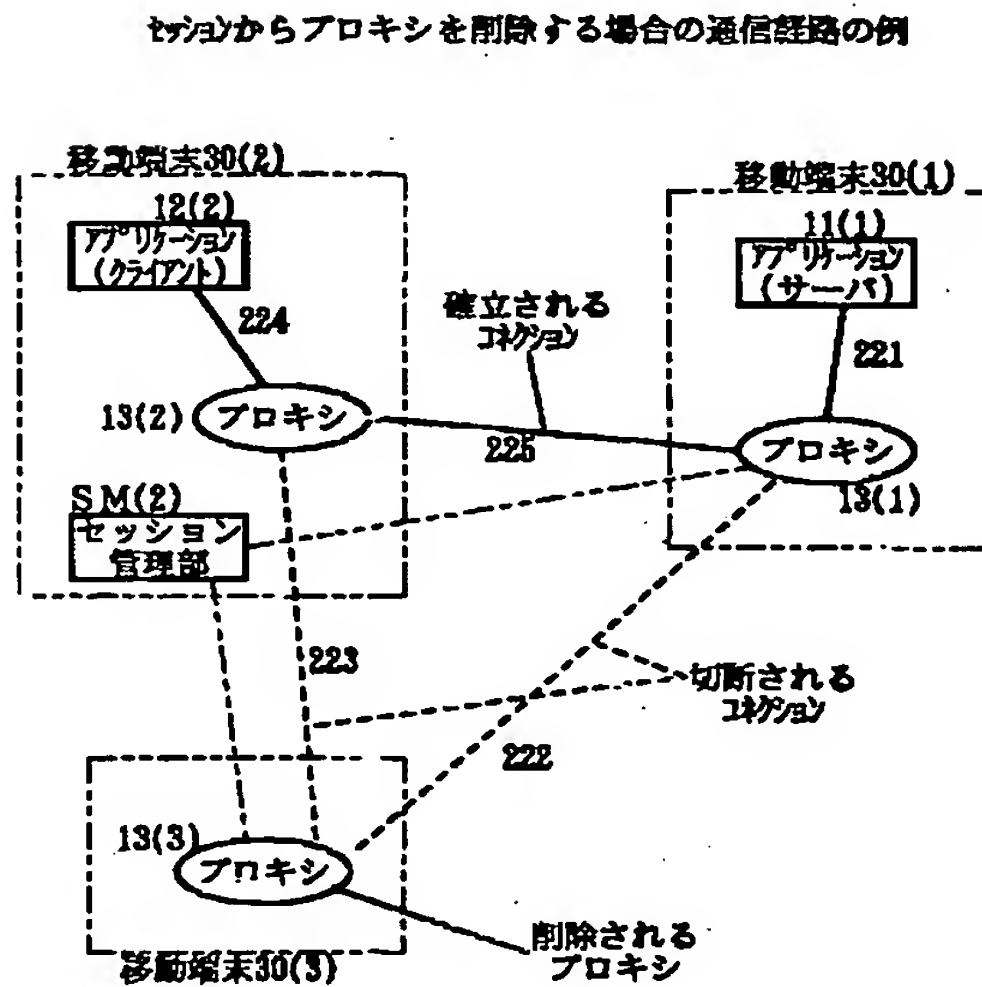 セッションからプロキシを削除する場合の通信経路の例
移動端末30(2)
移動端末30(1)
12(2)
アプリケーション
(クライアント)
11(1)
アプリケーション
(サーバ)
224
確立される
コネクション
221
13(2)
プロキシ
225
プロキシ
13(1)
SM(2)
セッション
管理部
223
切断される
コネクション
222
13(3)
プロキシ
削除される
プロキシ
移動端末30(3)